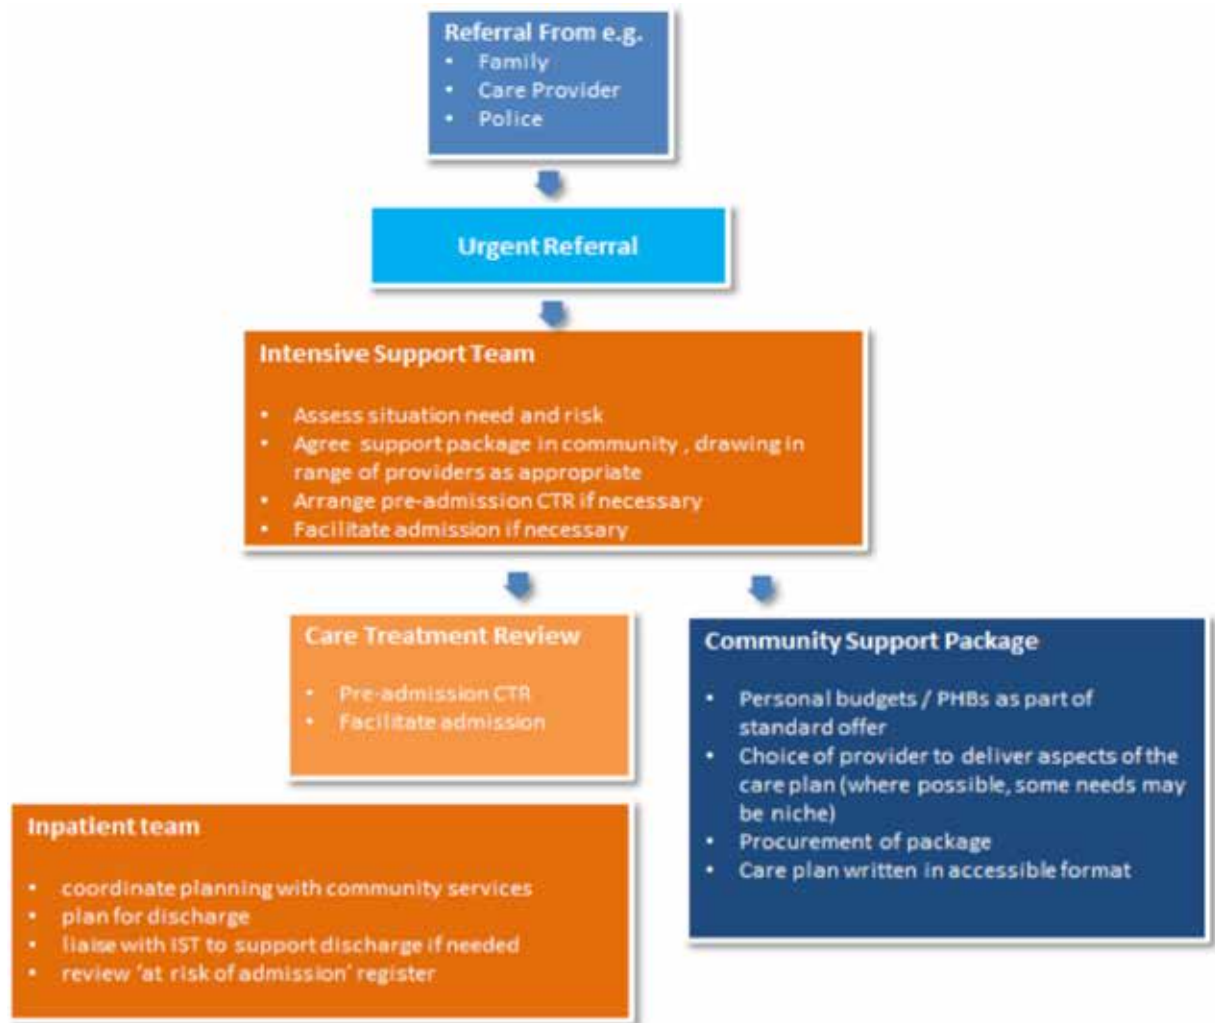 Referral From e.g.
• Family
• Care Provider
• Police
Urgent Referral
Intensive Support Team
• Assess situation need and risk
• Agree support package in community , drawing in
range of providers as appropriate
• Arrange pre-admission CTR if necessary
• Facilitate admission if necessary
Care Treatment Review
• Pre-admission CTR
• Facilitate admission
Community Support Package
• Personal budgets / PHBs as part of
standard offer
• Choice of provider to deliver aspects of the
care plan (where possible, some needs may
be niche)
• Procurement of package
• Care plan written in accessible format
Inpatient team
• coordinate planning with community services
• plan for discharge
• liaise with IST to support discharge if needed
• review ‘at risk of admission’ register